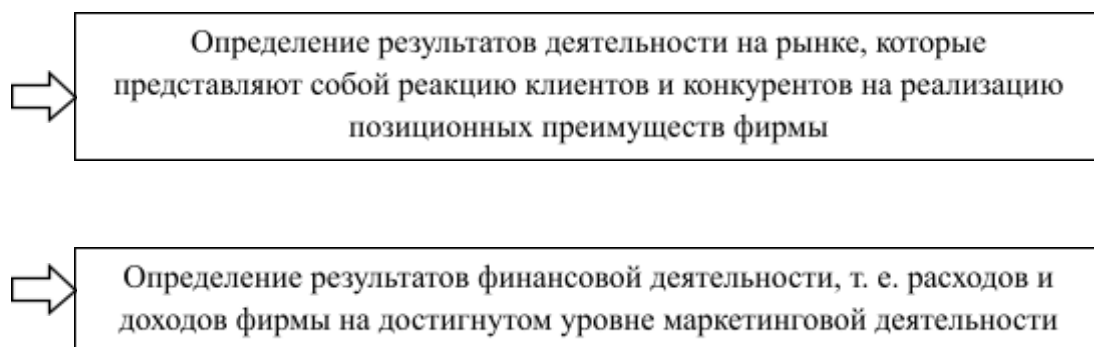 Определение результатов деятельности на рынке, которые
представляют собой реакцию клиентов и конкурентов на реализацию
позиционных преимуществ фирмы
Определение результатов финансовой деятельности, т. е. расходов и
доходов фирмы на достигнутом уровне маркетинговой деятельности